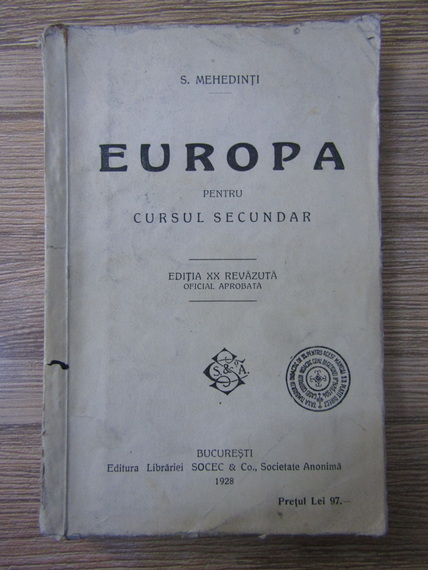 S. MEHEDINȚI
EUROPA
PENTRU
CURSUL SECUNDAR
EDIȚIA XX REVĂZUTĂ
OFICIAL APROBATĂ
S. & Cº A.
BUCUREȘTI
Editura Librăriei SOCEC & Co., Societate Anonimă
1928
Prețul Lei 97.—